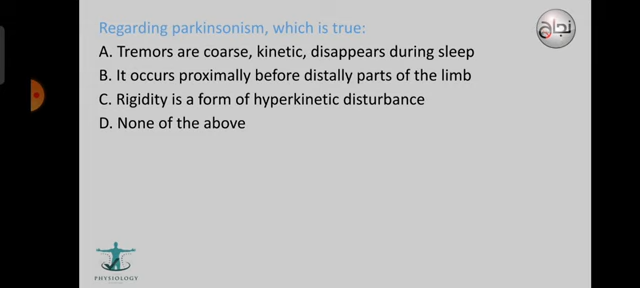 Regarding parkinsonism, which is true:
نجاح
A. Tremors are coarse, kinetic, disappears during sleep
B. It occurs proximally before distally parts of the limb
C. Rigidity is a form of hyperkinetic disturbance
D. None of the above
PHYSIOLOGY